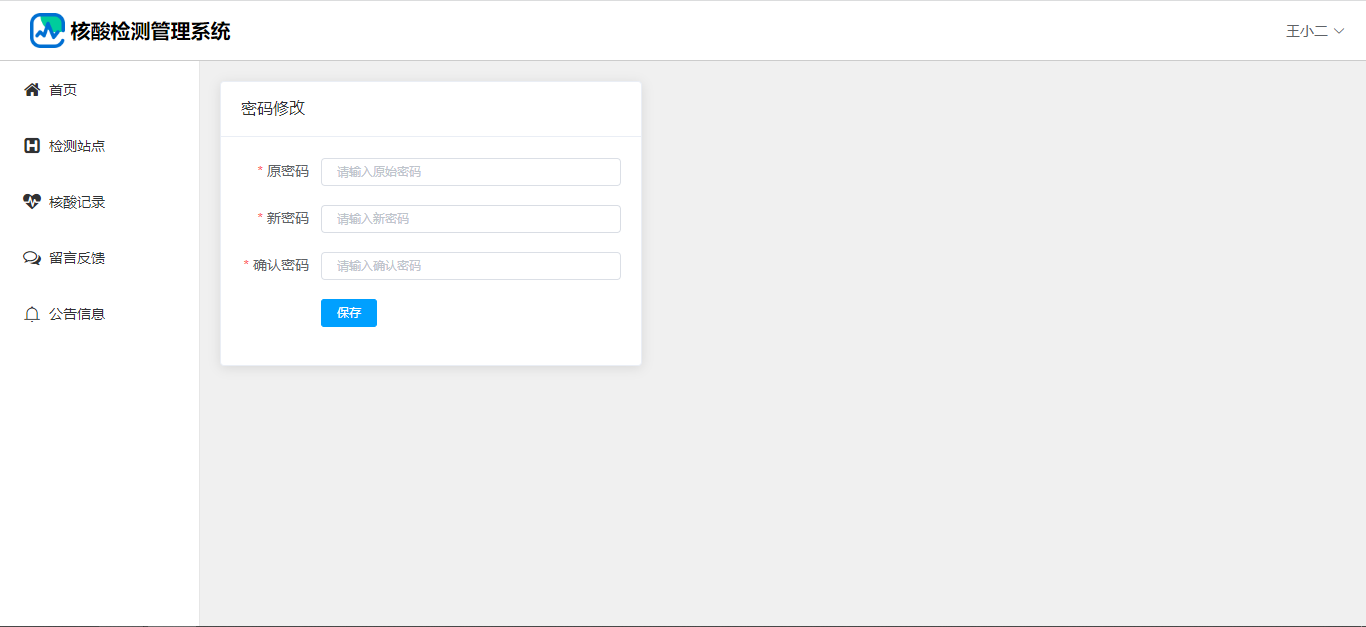 核酸检测管理系统
王小二
首页
检测站点
核酸记录
留言反馈
公告信息
密码修改
* 原密码 请输入原始密码
* 新密码 请输入新密码
* 确认密码 请输入确认密码
保存